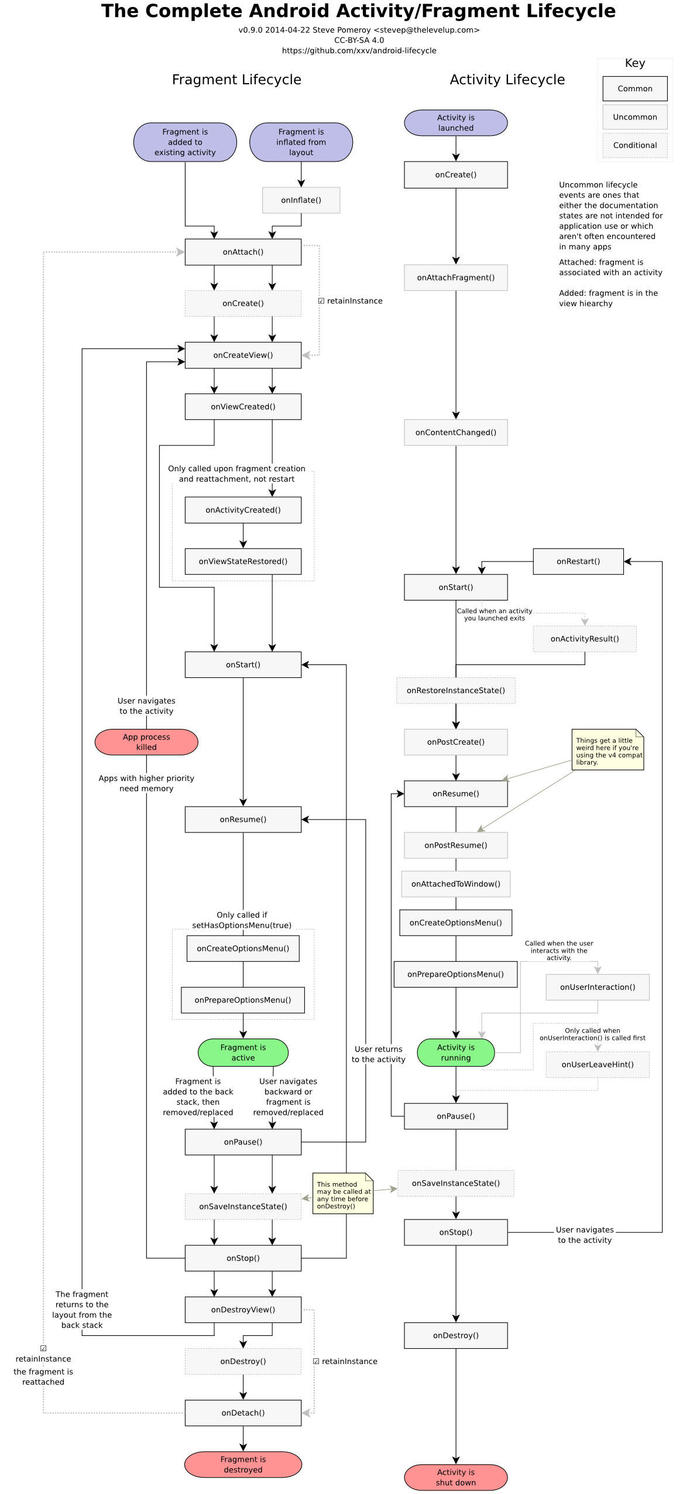 The Complete Android Activity/Fragment Lifecycle
v0.9.0 2014-04-22 Steve Pomeroy <stevep@thelevelup.com>
CC-BY-SA 4.0
https://github.com/xxv/android-lifecycle
Fragment Lifecycle
Activity Lifecycle
Key
Common
Uncommon
Conditional
Uncommon lifecycle
events are ones that
either the documentation
states are not intended for
application use or which
aren't often encountered
in many apps
Attached: fragment is
associated with an activity
Added: fragment is in the
view hiearchy
Fragment is
added to
existing activity
Fragment is
inflated from
layout
onInflate()
onAttach()
onCreate()
☑ retainInstance
onCreateView()
onViewCreated()
Only called upon fragment creation
and reattachment, not restart
onActivityCreated()
onViewStateRestored()
onStart()
User navigates
to the activity
App process
killed
Apps with higher priority
need memory
onResume()
Only called if
setHasOptionsMenu(true)
onCreateOptionsMenu()
onPrepareOptionsMenu()
Fragment is
active
Fragment is
added to the back
stack, then
removed/replaced
User navigates
backward or
fragment is
removed/replaced
onPause()
onSaveInstanceState()
This method
may be called at
any time before
onDestroy()
onStop()
onDestroyView()
The fragment
returns to the
layout from the
back stack
☑
retainInstance
the fragment is
reattached
onDestroy()
☑ retainInstance
onDetach()
Fragment is
destroyed
Activity is
launched
onCreate()
onAttachFragment()
onContentChanged()
onRestart()
onStart()
Called when an activity
you launched exits
onActivityResult()
onRestoreInstanceState()
onPostCreate()
Things get a little
weird here if you're
using the v4 compat
library.
onResume()
onPostResume()
onAttachedToWindow()
onCreateOptionsMenu()
Called when the user
interacts with the
activity.
onPrepareOptionsMenu()
onUserInteraction()
Only called when
onUserInteraction() is called first
User returns
to the activity
Activity is
running
onUserLeaveHint()
onPause()
onSaveInstanceState()
onStop()
User navigates
to the activity
onDestroy()
Activity is
shut down